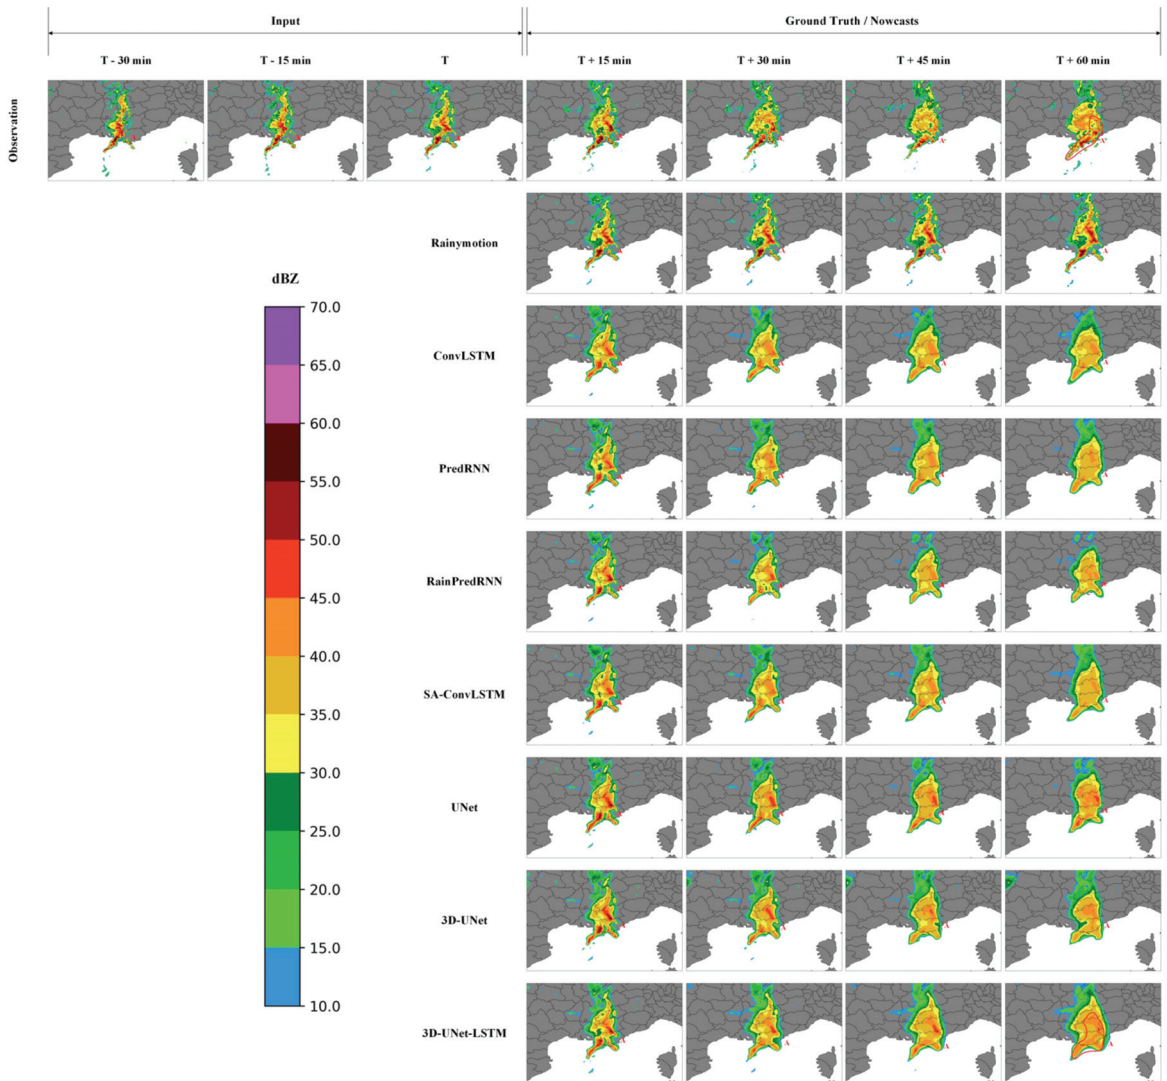 Input
Ground Truth / Nowcasts
T - 30 min
T - 15 min
T
T + 15 min
T + 30 min
T + 45 min
T + 60 min
Observation
Rainymotion
dBZ
70.0
65.0
60.0
55.0
50.0
45.0
40.0
35.0
30.0
25.0
20.0
15.0
10.0
ConvLSTM
PredRNN
RainPredRNN
SA-ConvLSTM
UNet
3D-UNet
3D-UNet-LSTM